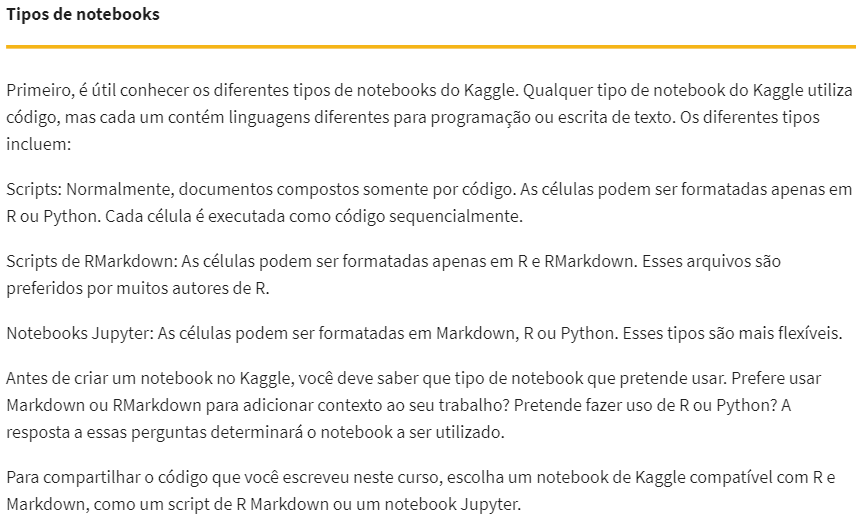 Tipos de notebooks
Primeiro, é útil conhecer os diferentes tipos de notebooks do Kaggle. Qualquer tipo de notebook do Kaggle utiliza
código, mas cada um contém linguagens diferentes para programação ou escrita de texto. Os diferentes tipos
incluem:
Scripts: Normalmente, documentos compostos somente por código. As células podem ser formatadas apenas em
R ou Python. Cada célula é executada como código sequencialmente.
Scripts de RMarkdown: As células podem ser formatadas apenas em R e RMarkdown. Esses arquivos são
preferidos por muitos autores de R.
Notebooks Jupyter: As células podem ser formatadas em Markdown, R ou Python. Esses tipos são mais flexíveis.
Antes de criar um notebook no Kaggle, você deve saber que tipo de notebook que pretende usar. Prefere usar
Markdown ou RMarkdown para adicionar contexto ao seu trabalho? Pretende fazer uso de R ou Python? A
resposta a essas perguntas determinará o notebook a ser utilizado.
Para compartilhar o código que você escreveu neste curso, escolha um notebook de Kaggle compatível com R e
Markdown, como um script de R Markdown ou um notebook Jupyter.